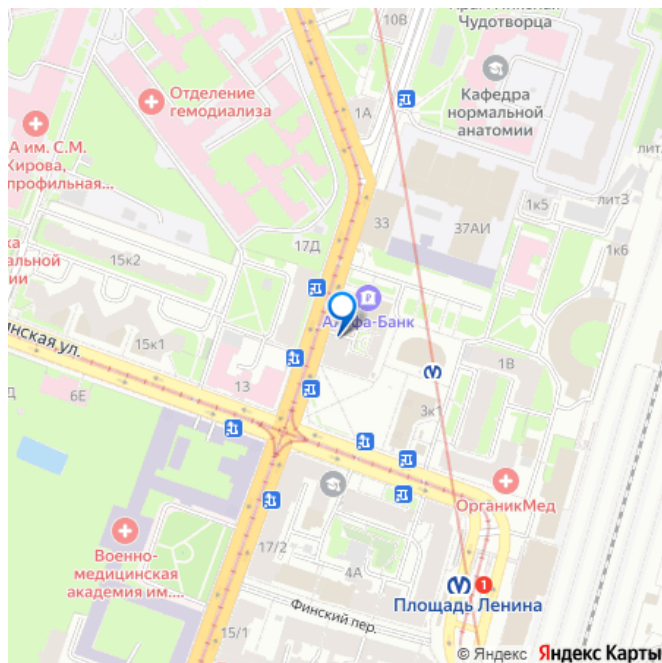 10В
Чудотворца
Отделение
гемодиализа
1А
Кафедра
нормальной
анатомии
А им. С.М.
Кирова,
профильная...
лит3
1к5
33
37АИ
17Д
1к6
15к2
Альфа-Банк
инская ул.
15к1
1В
13
6Е
3к1
ОрганикМед
17/2
Военно-
медицинская
академия им. ...
4А
1
Площадь Ленина
Финский пер.
15/1
© Яндекс Яндекс Карты